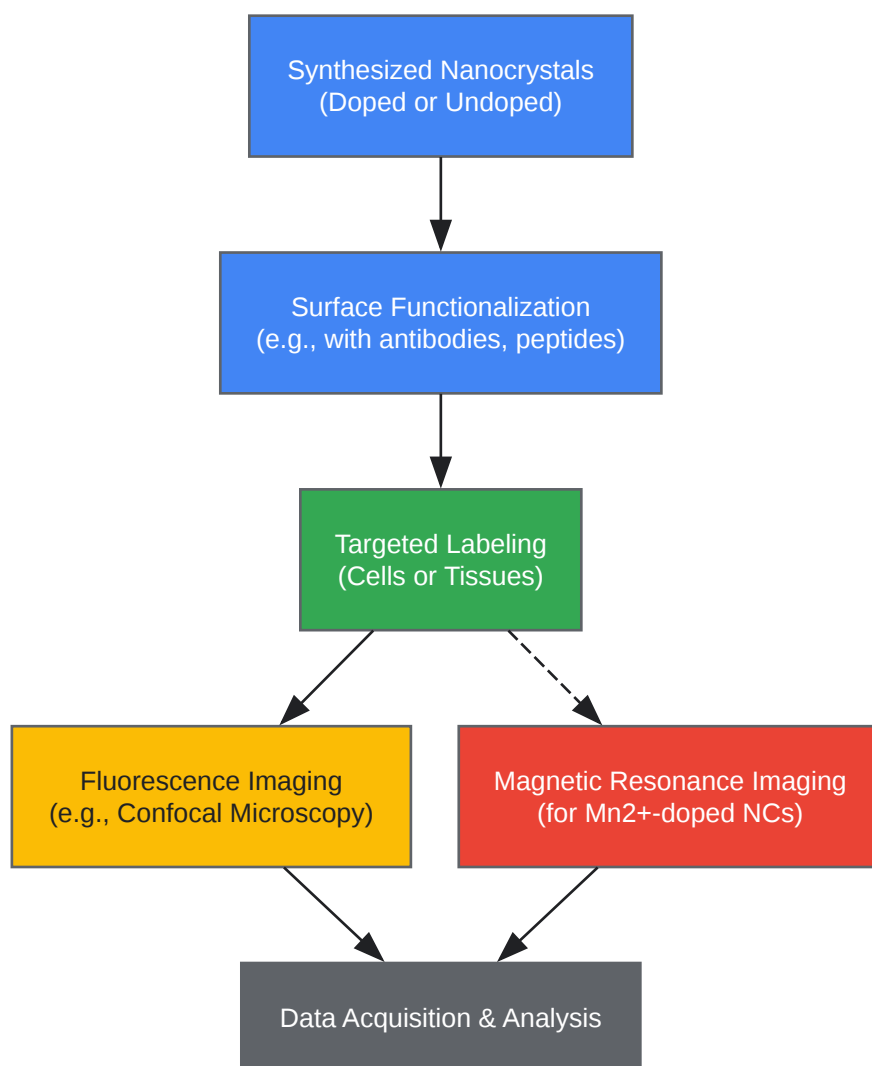 Synthesized Nanocrystals
(Doped or Undoped)
Surface Functionalization
(e.g., with antibodies, peptides)
Targeted Labeling
(Cells or Tissues)
Fluorescence Imaging
(e.g., Confocal Microscopy)
Magnetic Resonance Imaging
(for Mn2+-doped NCs)
Data Acquisition & Analysis